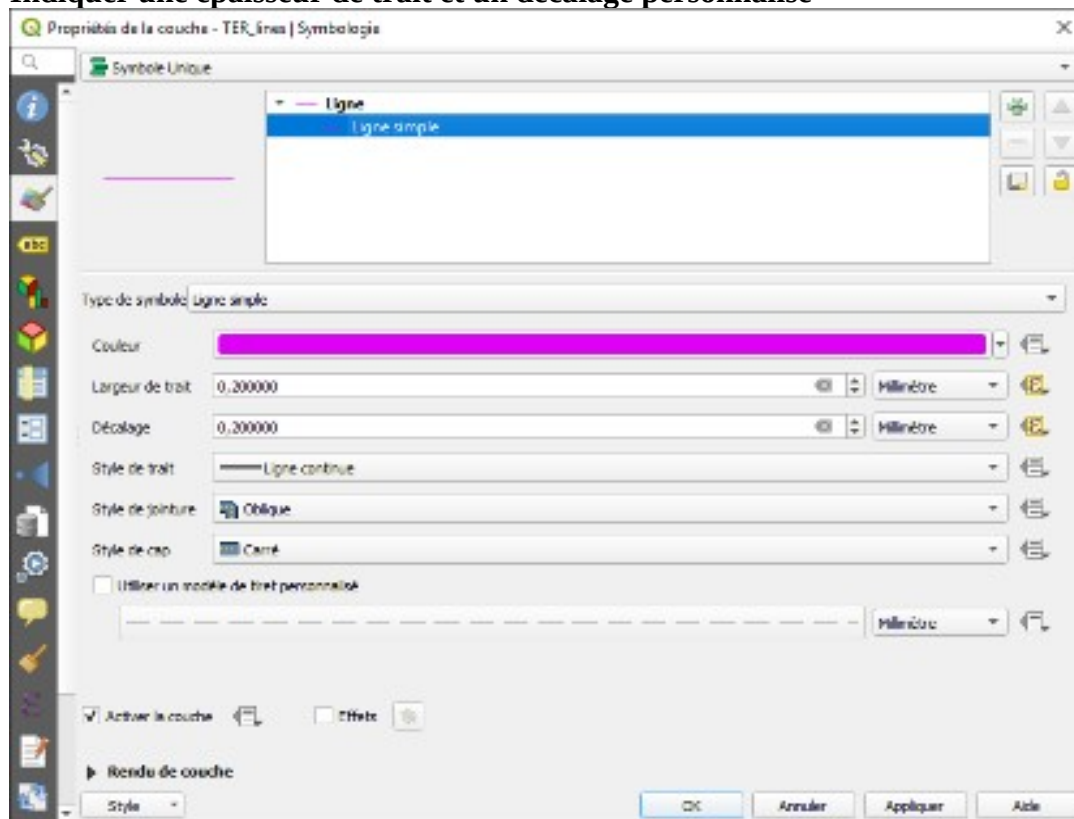 Indiquer une épaisseur de trait et un décalage personnalisé
Propriétés de la couche - TER_lines | Symbologie
Symbole Unique
Ligne
Ligne simple
abc
Type de symbole Ligne simple
Couleur
Largeur de trait 0,200000 Millimètre
Décalage 0,200000 Millimètre
Style de trait Ligne continue
Style de jointure Oblique
Style de cap Carré
Utiliser un modèle de tiret personnalisé
Millimètre
Activer la couche Effets
Rendu de couche
Style OK Annuler Appliquer Aide